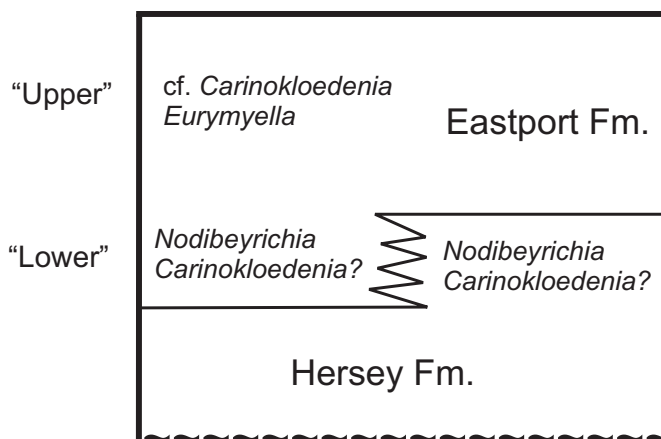 “Upper”
cf. Carinokloedenia
Eurymyella
Eastport Fm.
“Lower”
Nodibeyrichia
Carinokloedenia?
Nodibeyrichia
Carinokloedenia?
Hersey Fm.